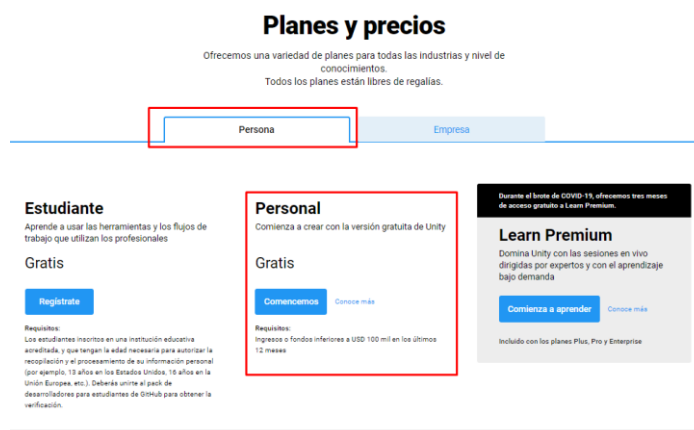 Planes y precios
Ofrecemos una variedad de planes para todas las industrias y nivel de
conocimientos.
Todos los planes están libres de regalías.
Persona
Empresa
Estudiante
Aprende a usar las herramientas y los flujos de
trabajo que utilizan los profesionales
Gratis
Regístrate
Requisitos:
Los estudiantes inscritos en una institución educativa
acreditada, y que tengan la edad necesaria para autorizar la
recopilación y el procesamiento de su información personal
(por ejemplo, 13 años en los Estados Unidos, 16 años en la
Unión Europea, etc.). Deberás unirte al pack de
desarrolladores para estudiantes de GitHub para obtener la
verificación.
Personal
Comienza a crear con la versión gratuita de Unity
Gratis
Comencemos
Conoce más
Requisitos:
Ingresos o fondos inferiores a USD 100 mil en los últimos
12 meses
Durante el brote de COVID-19, ofrecemos tres meses
de acceso gratuito a Learn Premium.
Learn Premium
Domina Unity con las sesiones en vivo
dirigidas por expertos y con el aprendizaje
bajo demanda
Comienza a aprender
Conoce más
Incluido con los planes Plus, Pro y Enterprise